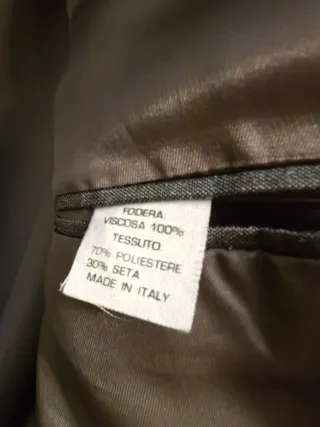 FODERA:
VISCOSA 100%
TESSUTO:
70% POLIESTERE
30% SETA
MADE IN ITALY